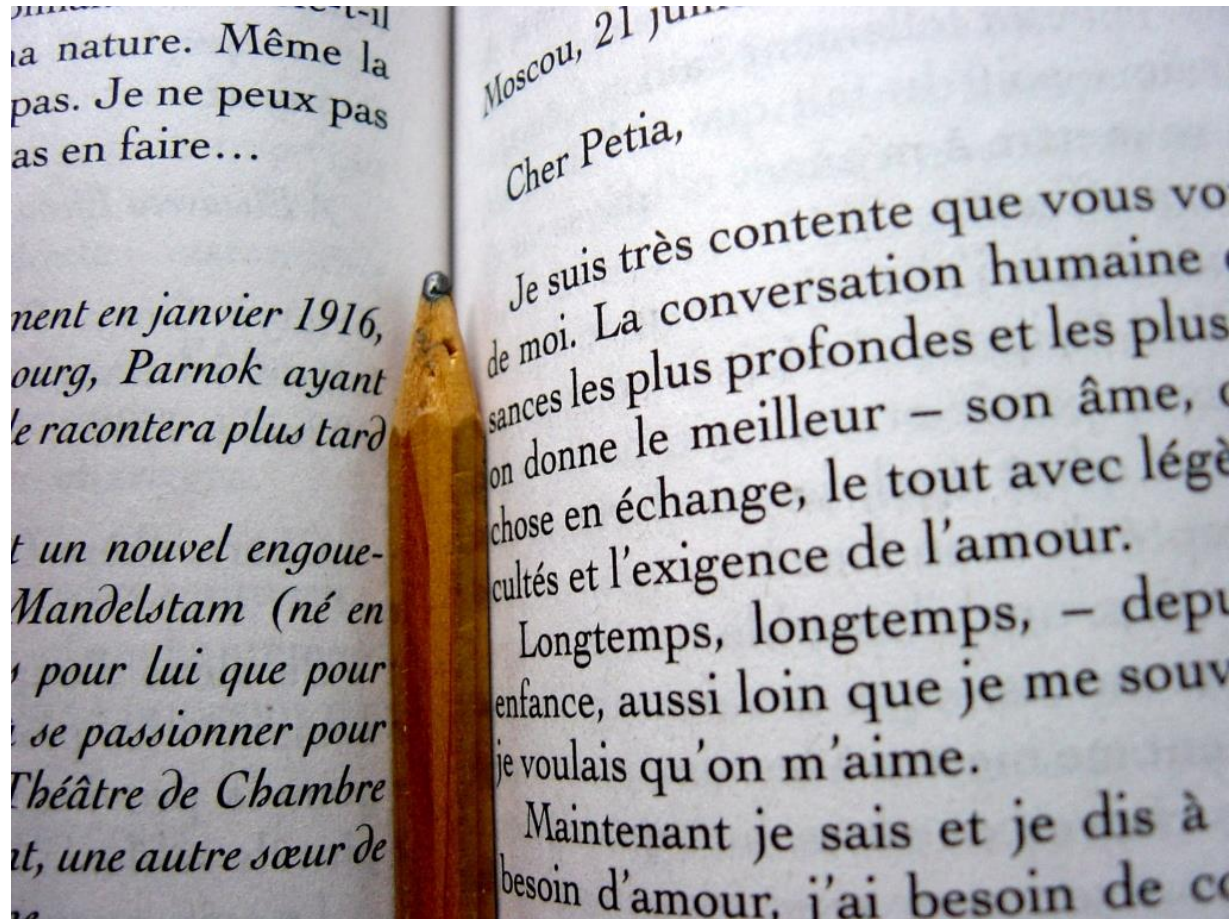 nature. Même la
pas. Je ne peux pas
en faire…
en janvier 1916,
Parnok ayant
racontera plus tard
un nouvel engoue-
Mandelstam (né en
pour lui que pour
se passionner pour
Théâtre de Chambre
une autre sœur de
Moscou, 21
Cher Petia,
Je suis très contente que vous
de moi. La conversation humaine
sances les plus profondes et les plus
on donne le meilleur – son âme,
chose en échange, le tout avec légè
cultés et l'exigence de l'amour.
Longtemps, longtemps, – depu
enfance, aussi loin que je me souv
je voulais qu'on m'aime.
Maintenant je sais et je dis à
besoin d'amour, j'ai besoin de